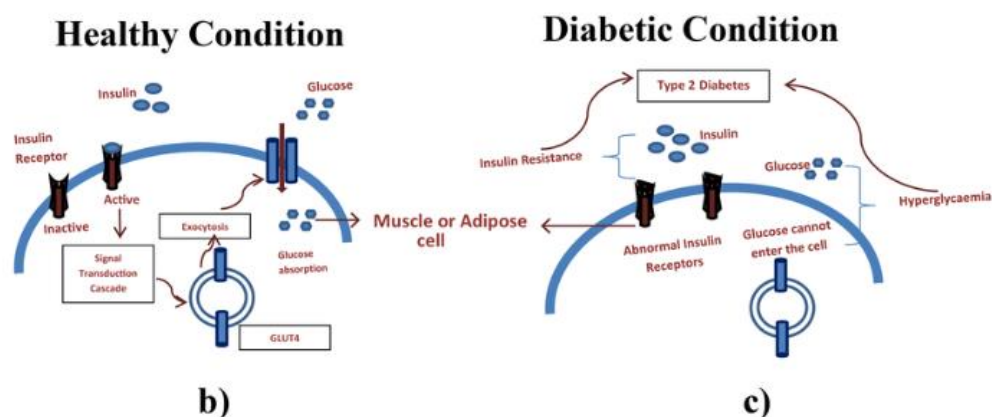 Healthy Condition
Insulin
Glucose
Insulin
Receptor
Active
Inactive
Exocytosis
Signal
Transduction
Cascade
Glucose
absorption
GLUT4
b)
Muscle or Adipose
cell
Diabetic Condition
Type 2 Diabetes
Insulin
Insulin Resistance
Glucose
Hyperglycaemia
Abnormal Insulin
Receptors
Glucose cannot
enter the cell
c)